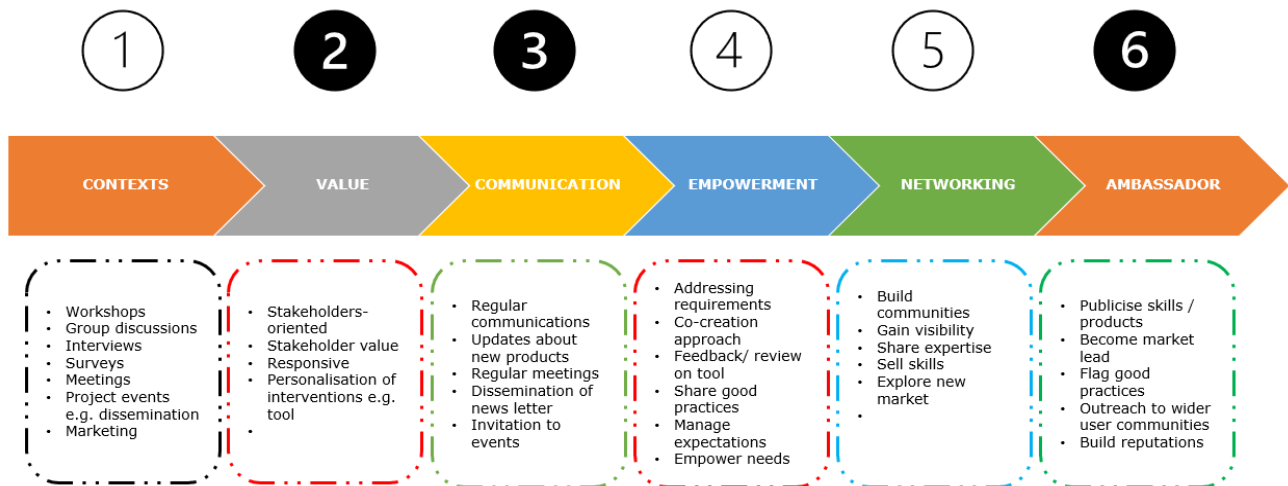 1
2
3
4
5
6
CONTEXTS
VALUE
COMMUNICATION
EMPOWERMENT
NETWORKING
AMBASSADOR
• Workshops
• Group discussions
• Interviews
• Surveys
• Meetings
• Project events
e.g. dissemination
• Marketing
• Stakeholders-
oriented
• Stakeholder value
• Responsive
• Personalisation of
interventions e.g.
tool
•
• Regular
communications
• Updates about
new products
• Regular meetings
• Dissemination of
news letter
• Invitation to
events
• Addressing
requirements
• Co-creation
approach
• Feedback/ review
on tool
• Share good
practices
• Manage
expectations
• Empower needs
• Build
communities
• Gain visibility
• Share expertise
• Sell skills
• Explore new
market
•
• Publicise skills /
products
• Become market
lead
• Flag good
practices
• Outreach to wider
user communities
• Build reputations